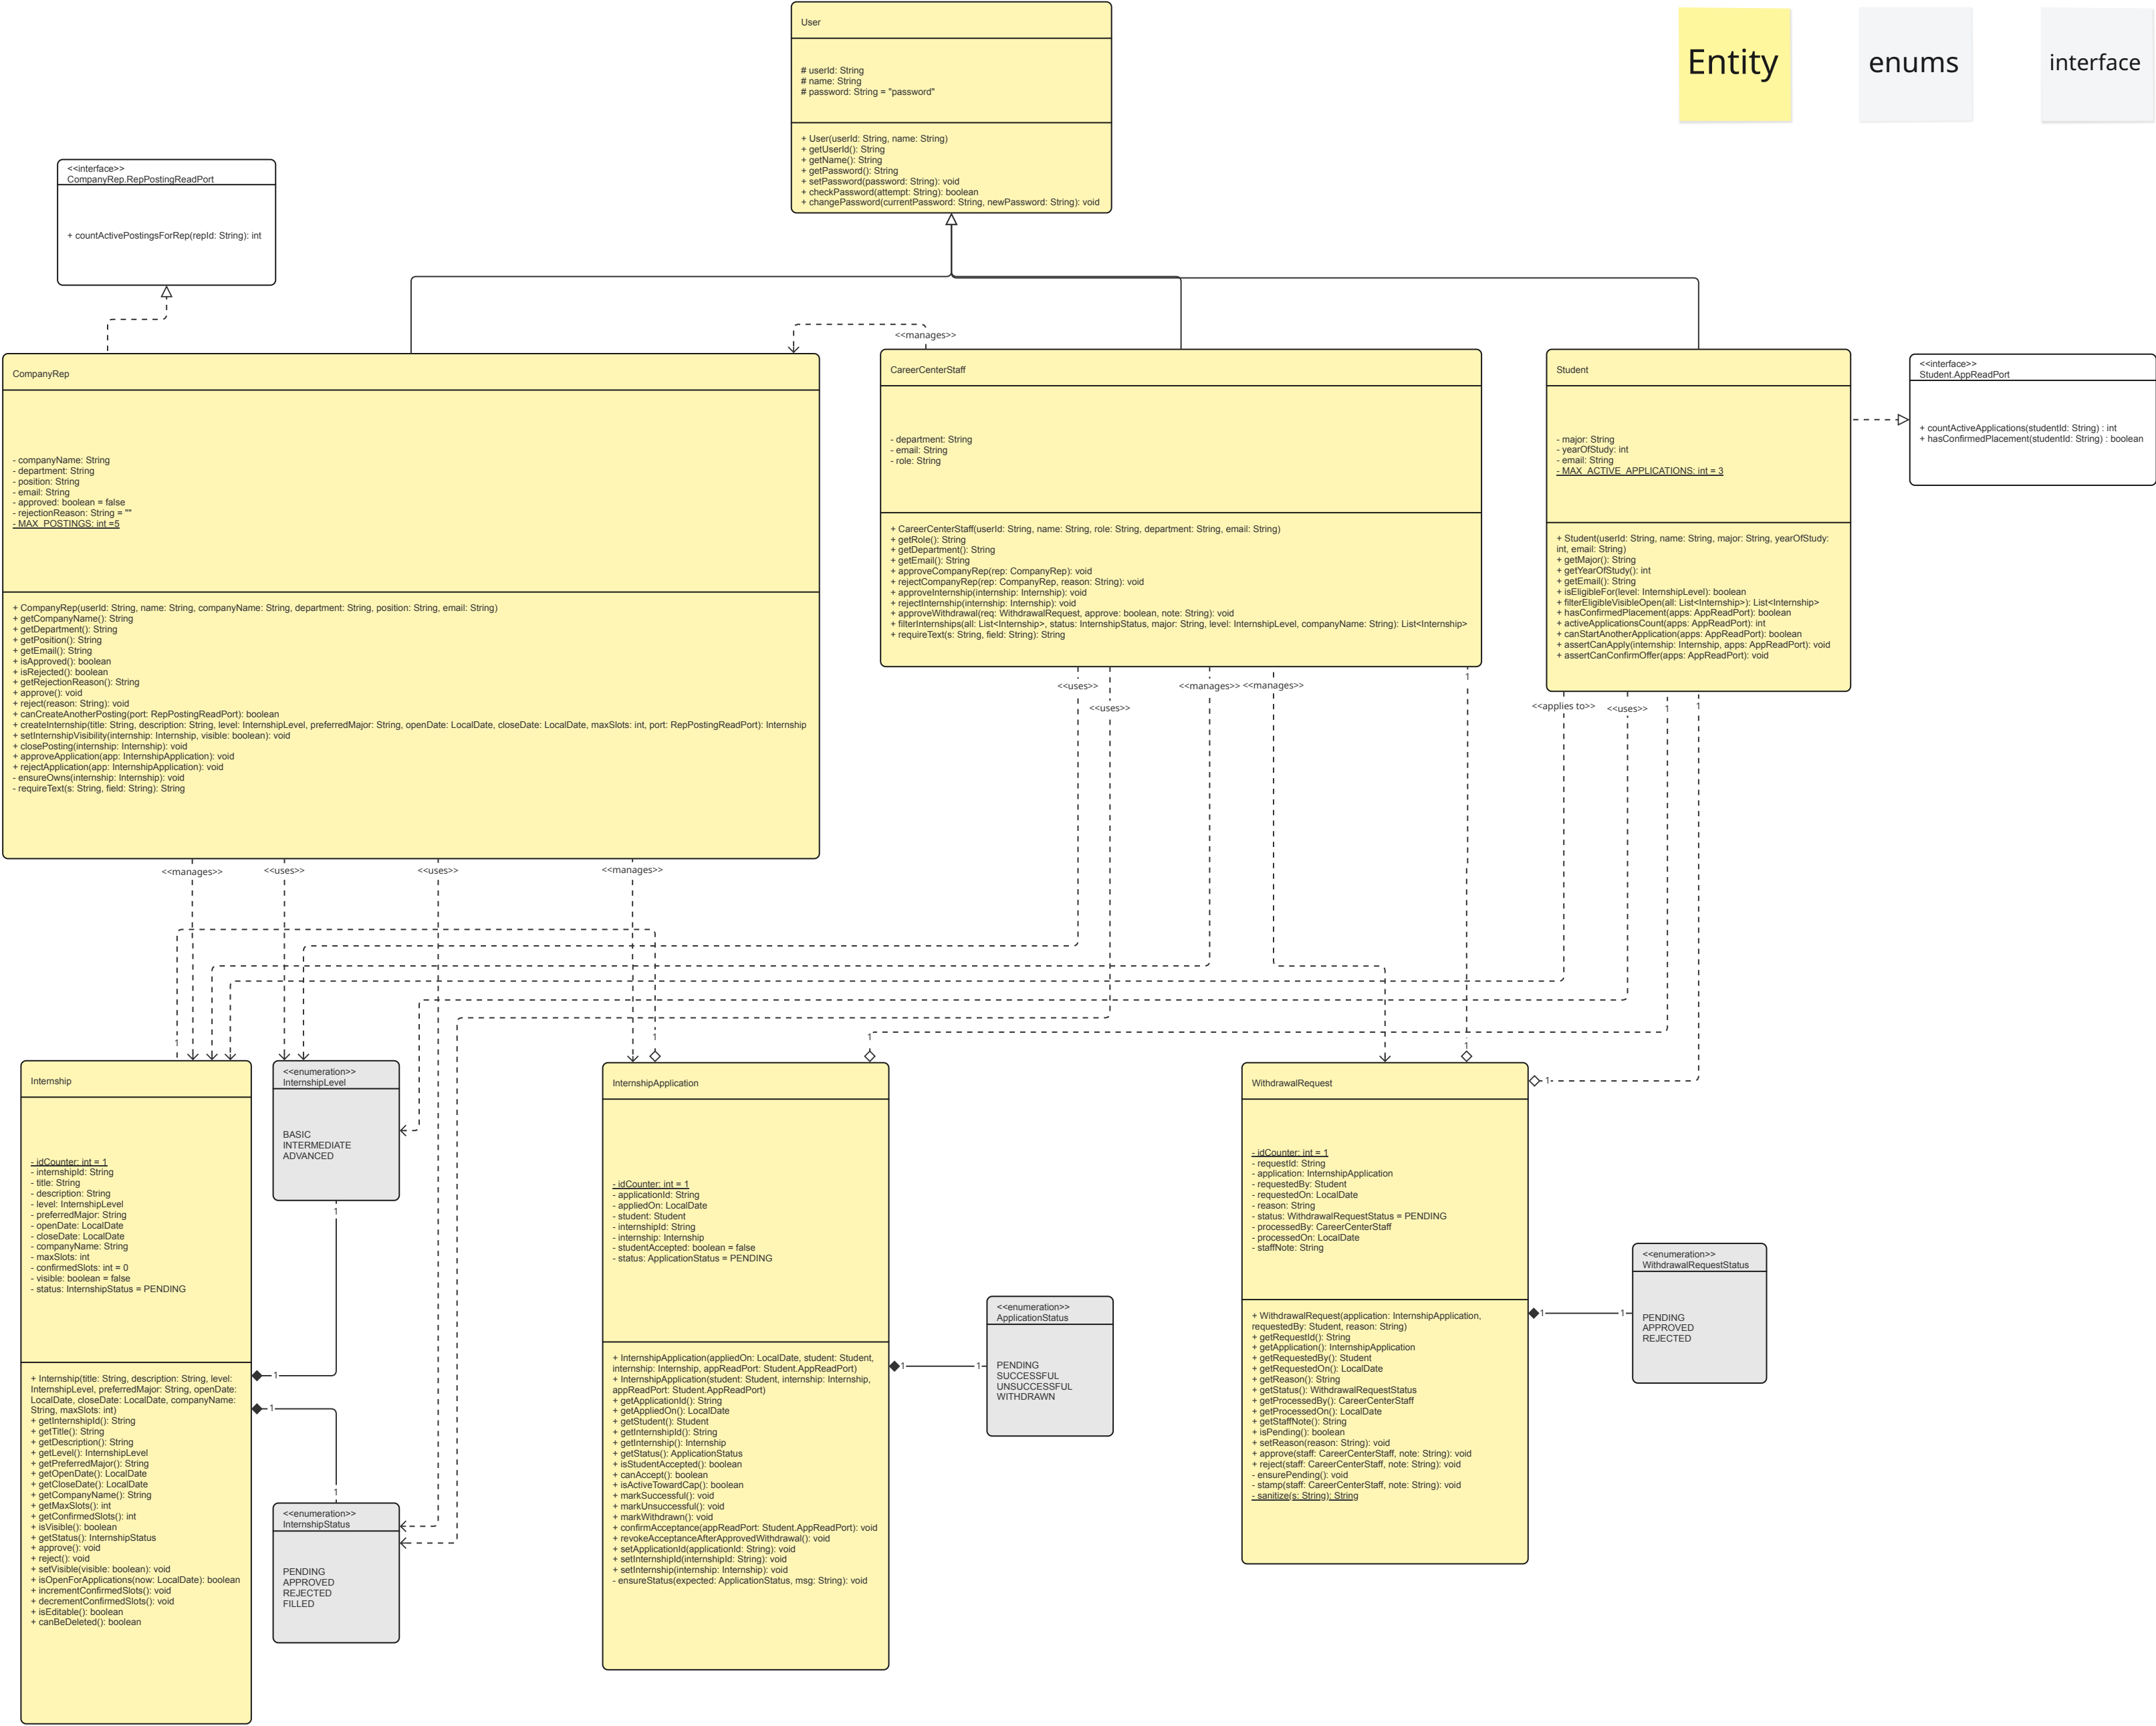 User
# userId: String
# name: String
# password: String = "password"
+ User(userId: String, name: String)
+ getUserId(): String
+ getName(): String
+ getPassword(): String
+ setPassword(password: String): void
+ checkPassword(attempt: String): boolean
+ changePassword(currentPassword: String, newPassword: String): void
Entity
enums
interface
<<interface>>
CompanyRep.RepPostingReadPort
+ countActivePostingsForRep(repId: String): int
<<manages>>
CompanyRep
- companyName: String
- department: String
- position: String
- email: String
- approved: boolean = false
- rejectionReason: String = ""
- MAX_POSTINGS: int =5
+ CompanyRep(userId: String, name: String, companyName: String, department: String, position: String, email: String)
+ getCompanyName(): String
+ getDepartment(): String
+ getPosition(): String
+ getEmail(): String
+ isApproved(): boolean
+ isRejected(): boolean
+ getRejectionReason(): String
+ approve(): void
+ reject(reason: String): void
+ canCreateAnotherPosting(port: RepPostingReadPort): boolean
+ createInternship(title: String, description: String, level: InternshipLevel, preferredMajor: String, openDate: LocalDate, closeDate: LocalDate, maxSlots: int, port: RepPostingReadPort): Internship
+ setInternshipVisibility(internship: Internship, visible: boolean): void
+ closePosting(internship: Internship): void
+ approveApplication(app: InternshipApplication): void
+ rejectApplication(app: InternshipApplication): void
- ensureOwns(internship: Internship): void
- requireText(s: String, field: String): String
CareerCenterStaff
- department: String
- email: String
- role: String
+ CareerCenterStaff(userId: String, name: String, role: String, department: String, email: String)
+ getRole(): String
+ getDepartment(): String
+ getEmail(): String
+ approveCompanyRep(rep: CompanyRep): void
+ rejectCompanyRep(rep: CompanyRep, reason: String): void
+ approveInternship(internship: Internship): void
+ rejectInternship(internship: Internship): void
+ approveWithdrawal(req: WithdrawalRequest, approve: boolean, note: String): void
+ filterInternships(all: List<Internship>, status: InternshipStatus, major: String, level: InternshipLevel, companyName: String): List<Internship>
+ requireText(s: String, field: String): String
Student
- major: String
- yearOfStudy: int
- email: String
- MAX_ACTIVE_APPLICATIONS: int = 3
+ Student(userId: String, name: String, major: String, yearOfStudy:
int, email: String)
+ getMajor(): String
+ getYearOfStudy(): int
+ getEmail(): String
+ isEligibleFor(level: InternshipLevel): boolean
+ filterEligibleVisibleOpen(all: List<Internship>): List<Internship>
+ hasConfirmedPlacement(apps: AppReadPort): boolean
+ activeApplicationsCount(apps: AppReadPort): int
+ canStartAnotherApplication(apps: AppReadPort): boolean
+ assertCanApply(internship: Internship, apps: AppReadPort): void
+ assertCanConfirmOffer(apps: AppReadPort): void
<<interface>>
Student.AppReadPort
+ countActiveApplications(studentId: String) : int
+ hasConfirmedPlacement(studentId: String) : boolean
<<uses>>
<<uses>>
<<manages>>
<<manages>>
1
<<applies to>>
<<uses>>
1
1
<<manages>>
<<uses>>
<<uses>>
<<manages>>
1
1
1
1
1
Internship
- idCounter: int = 1
- internshipId: String
- title: String
- description: String
- level: InternshipLevel
- preferredMajor: String
- openDate: LocalDate
- closeDate: LocalDate
- companyName: String
- maxSlots: int
- confirmedSlots: int = 0
- visible: boolean = false
- status: InternshipStatus = PENDING
+ Internship(title: String, description: String, level:
InternshipLevel, preferredMajor: String, openDate:
LocalDate, closeDate: LocalDate, companyName:
String, maxSlots: int)
+ getInternshipId(): String
+ getTitle(): String
+ getDescription(): String
+ getLevel(): InternshipLevel
+ getPreferredMajor(): String
+ getOpenDate(): LocalDate
+ getCloseDate(): LocalDate
+ getCompanyName(): String
+ getMaxSlots(): int
+ getConfirmedSlots(): int
+ isVisible(): boolean
+ getStatus(): InternshipStatus
+ approve(): void
+ reject(): void
+ setVisible(visible: boolean): void
+ isOpenForApplications(now: LocalDate): boolean
+ incrementConfirmedSlots(): void
+ decrementConfirmedSlots(): void
+ isEditable(): boolean
+ canBeDeleted(): boolean
<<enumeration>>
InternshipLevel
BASIC
INTERMEDIATE
ADVANCED
1
1
1
1
<<enumeration>>
InternshipStatus
PENDING
APPROVED
REJECTED
FILLED
InternshipApplication
- idCounter: int = 1
- applicationId: String
- appliedOn: LocalDate
- student: Student
- internshipId: String
- internship: Internship
- studentAccepted: boolean = false
- status: ApplicationStatus = PENDING
+ InternshipApplication(appliedOn: LocalDate, student: Student,
internship: Internship, appReadPort: Student.AppReadPort)
+ InternshipApplication(student: Student, internship: Internship,
appReadPort: Student.AppReadPort)
+ getApplicationId(): String
+ getAppliedOn(): LocalDate
+ getStudent(): Student
+ getInternshipId(): String
+ getInternship(): Internship
+ getStatus(): ApplicationStatus
+ isStudentAccepted(): boolean
+ canAccept(): boolean
+ isActiveTowardCap(): boolean
+ markSuccessful(): void
+ markUnsuccessful(): void
+ markWithdrawn(): void
+ confirmAcceptance(appReadPort: Student.AppReadPort): void
+ revokeAcceptanceAfterApprovedWithdrawal(): void
+ setApplicationId(applicationId: String): void
+ setInternshipId(internshipId: String): void
+ setInternship(internship: Internship): void
- ensureStatus(expected: ApplicationStatus, msg: String): void
1
1
<<enumeration>>
ApplicationStatus
PENDING
SUCCESSFUL
UNSUCCESSFUL
WITHDRAWN
WithdrawalRequest
- idCounter: int = 1
- requestId: String
- application: InternshipApplication
- requestedBy: Student
- requestedOn: LocalDate
- reason: String
- status: WithdrawalRequestStatus = PENDING
- processedBy: CareerCenterStaff
- processedOn: LocalDate
- staffNote: String
+ WithdrawalRequest(application: InternshipApplication,
requestedBy: Student, reason: String)
+ getRequestId(): String
+ getApplication(): InternshipApplication
+ getRequestedBy(): Student
+ getRequestedOn(): LocalDate
+ getReason(): String
+ getStatus(): WithdrawalRequestStatus
+ getProcessedBy(): CareerCenterStaff
+ getProcessedOn(): LocalDate
+ getStaffNote(): String
+ isPending(): boolean
+ setReason(reason: String): void
+ approve(staff: CareerCenterStaff, note: String): void
+ reject(staff: CareerCenterStaff, note: String): void
- ensurePending(): void
- stamp(staff: CareerCenterStaff, note: String): void
- sanitize(s: String): String
1
1
<<enumeration>>
WithdrawalRequestStatus
PENDING
APPROVED
REJECTED